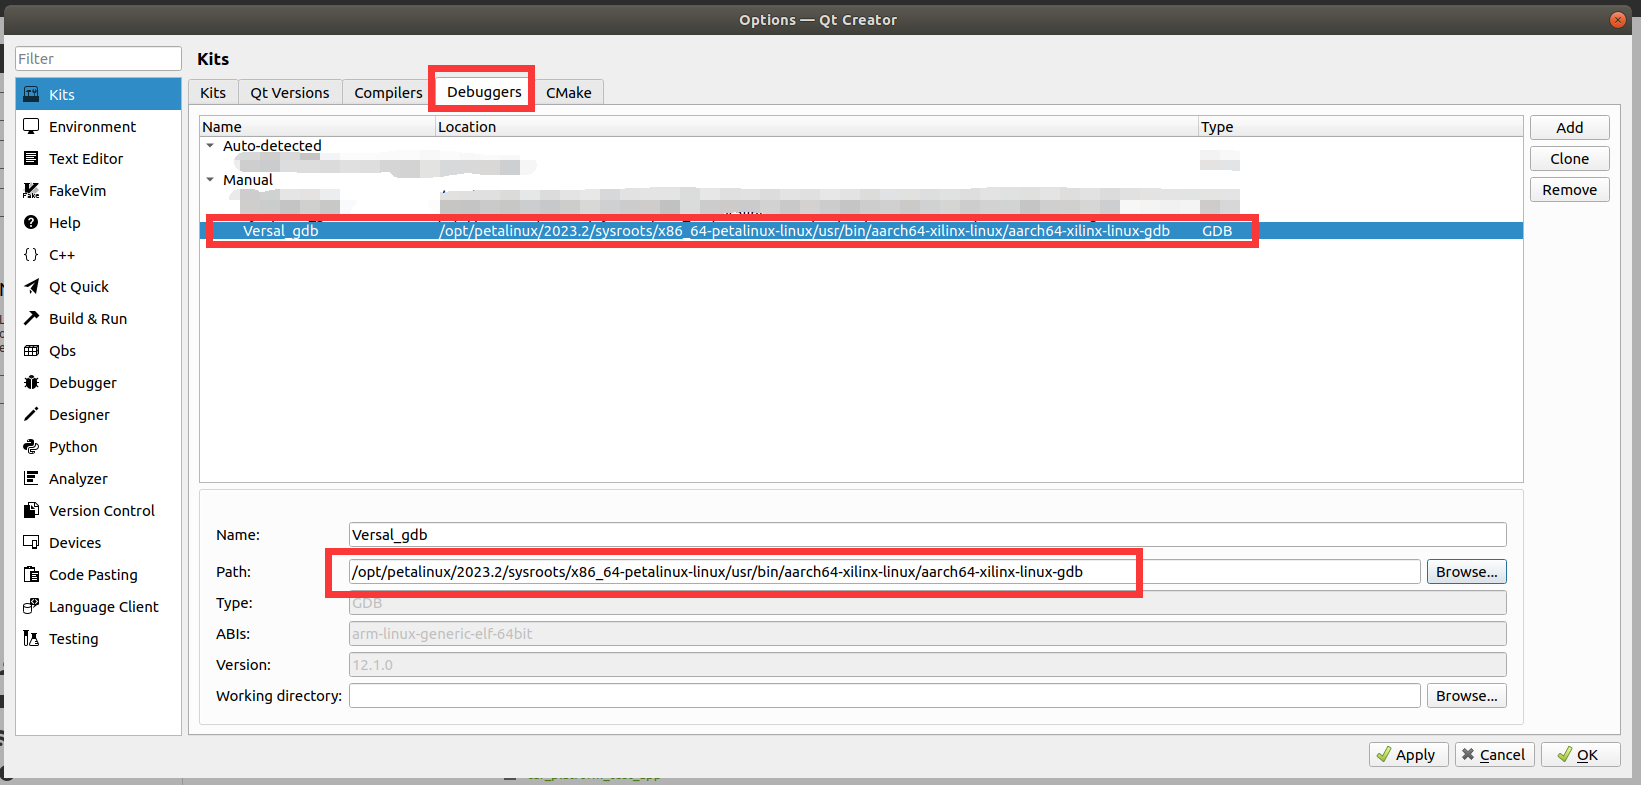 Options — Qt Creator
Filter
Kits
Environment
Text Editor
FakeVim
Help
C++
Qt Quick
Build & Run
Qbs
Debugger
Designer
Python
Analyzer
Version Control
Devices
Code Pasting
Language Client
Testing
Kits
Kits Qt Versions Compilers Debuggers CMake
Name Location Type
Auto-detected
Manual
Versal_gdb /opt/petalinux/2023.2/sysroots/x86_64-petalinux-linux/usr/bin/aarch64-xilinx-linux/aarch64-xilinx-linux-gdb GDB
Add
Clone
Remove
Name: Versal_gdb
Path: /opt/petalinux/2023.2/sysroots/x86_64-petalinux-linux/usr/bin/aarch64-xilinx-linux/aarch64-xilinx-linux-gdb Browse...
Type: GDB
ABIs: arm-linux-generic-elf-64bit
Version: 12.1.0
Working directory: Browse...
Apply Cancel OK